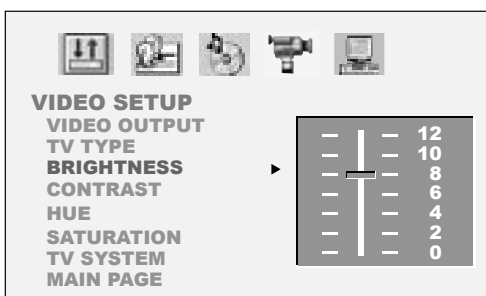 VIDEO SETUP
VIDEO OUTPUT
TV TYPE
BRIGHTNESS
CONTRAST
HUE
SATURATION
TV SYSTEM
MAIN PAGE
12
10
8
6
4
2
0